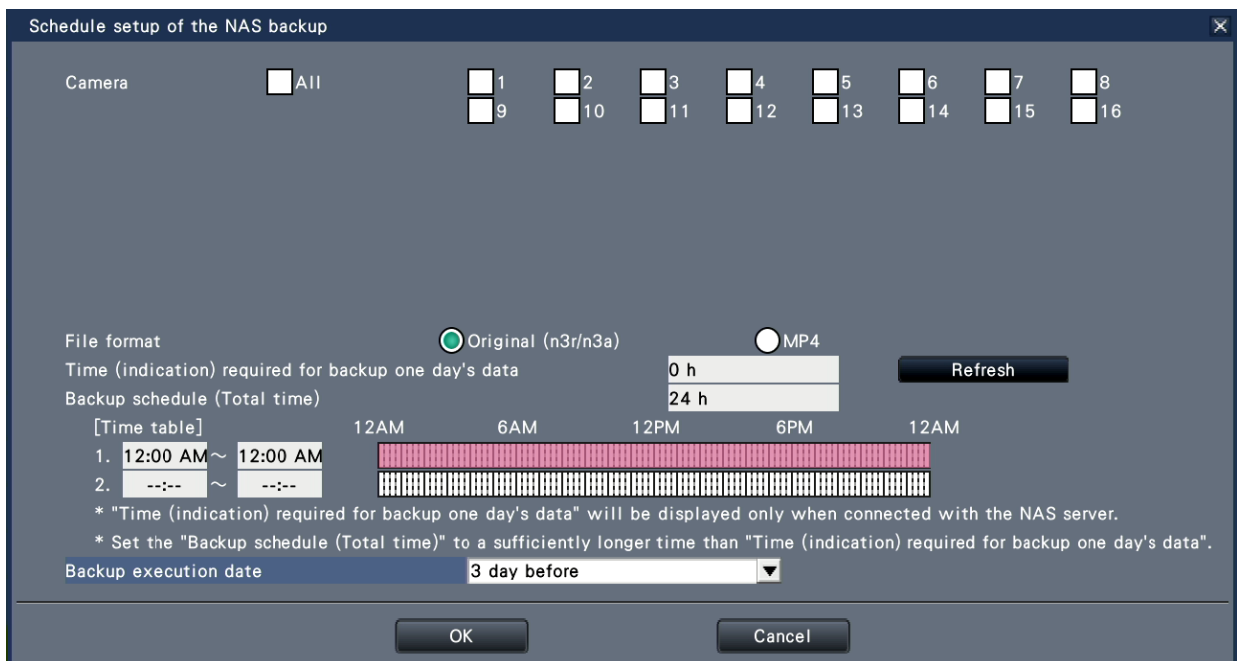 Schedule setup of the NAS backup
Camera All 1 2 3 4 5 6 7 8
9 10 11 12 13 14 15 16
File format Original (n3r/n3a) MP4
Time (indication) required for backup one day's data 0 h Refresh
Backup schedule (Total time) 24 h
[Time table] 12AM 6AM 12PM 6PM 12AM
1. 12:00 AM ~ 12:00 AM
2. --:-- ~ --:--
* "Time (indication) required for backup one day's data" will be displayed only when connected with the NAS server.
* Set the "Backup schedule (Total time)" to a sufficiently longer time than "Time (indication) required for backup one day's data".
Backup execution date 3 day before
OK Cancel